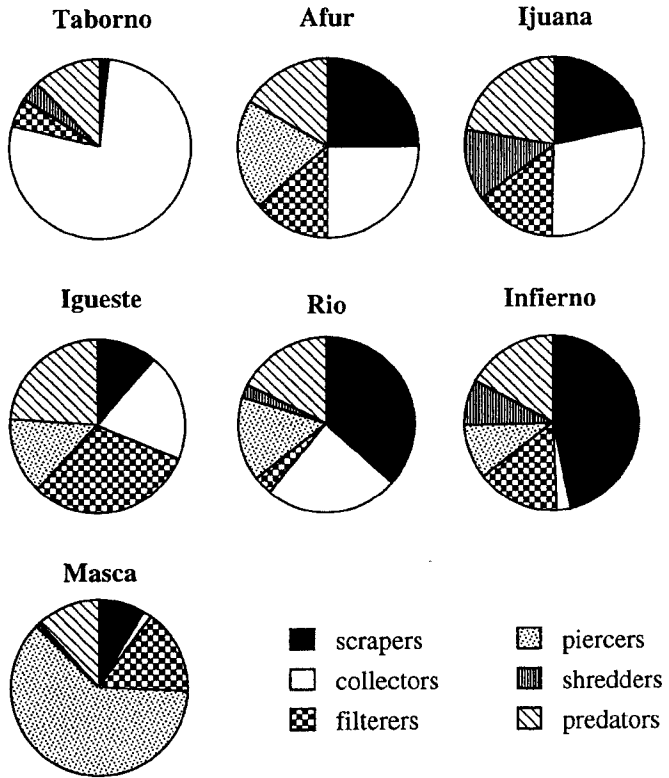 Taborno Afur Ijuana
Igueste Rio Infierno
Masca
scrapers piercers
collectors shredders
filterers predators